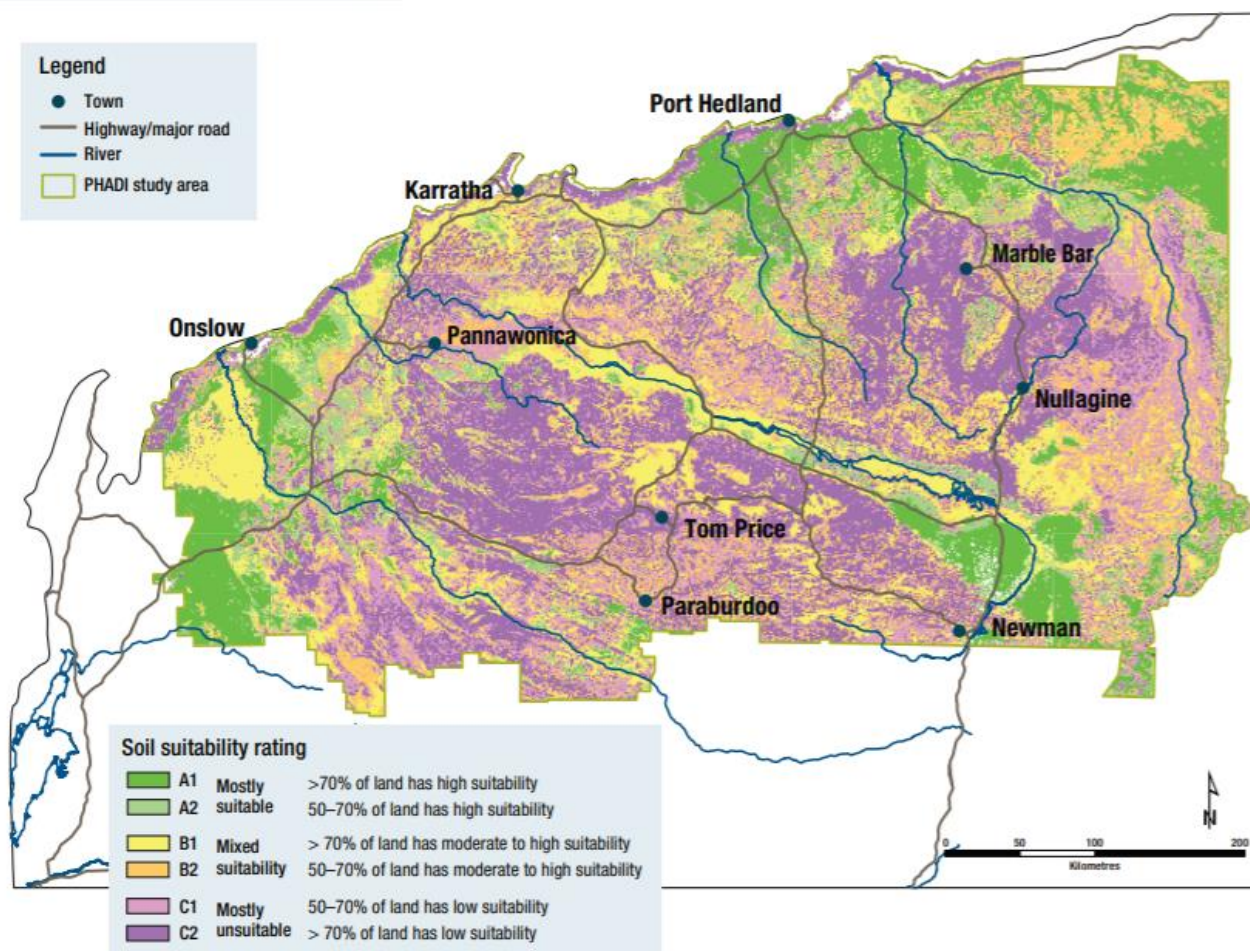 Legend
Town
Highway/major road
River
PHADI study area
Port Hedland
Karratha
Marble Bar
Onslow
Pannawonica
Nullagine
Tom Price
Paraburdoo
Newman
Soil suitability rating
A1 Mostly suitable >70% of land has high suitability
A2 50–70% of land has high suitability
B1 Mixed suitability > 70% of land has moderate to high suitability
B2 50–70% of land has moderate to high suitability
C1 Mostly unsuitable 50–70% of land has low suitability
C2 > 70% of land has low suitability
N
0 50 100 200
Kilometres